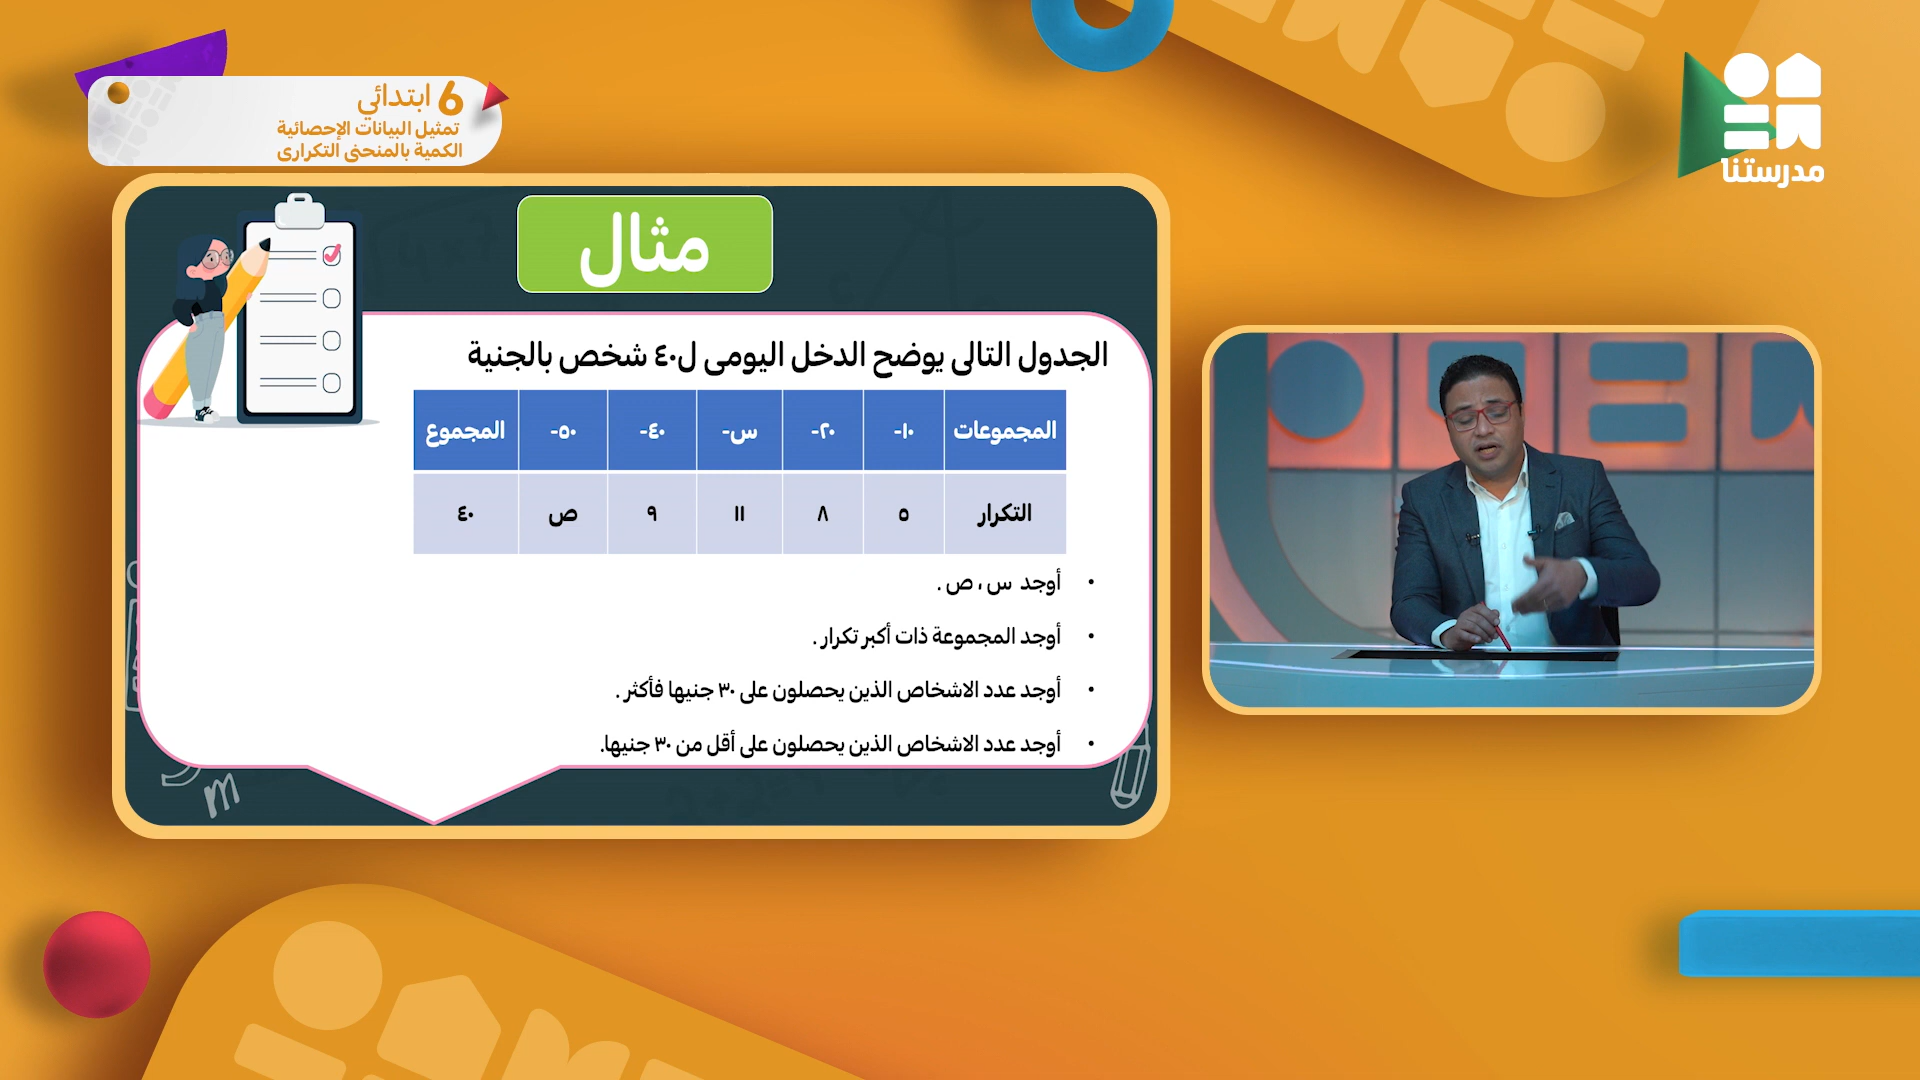 6 ابتدائي
تمثيل البيانات الإحصائية
الكمية بالمنحنى التكرارى
مدرستنا
مثال
الجدول التالى يوضح الدخل اليومى ل٤٠ شخص بالجنية
المجموعات ١٠- ٢٠- س- ٤٠- ٥٠- المجموع
التكرار ٥ ٨ ١١ ٩ ص ٤٠
• أوجد س ، ص .
• أوجد المجموعة ذات أكبر تكرار .
• أوجد عدد الاشخاص الذين يحصلون على ٣٠ جنيها فأكثر .
• أوجد عدد الاشخاص الذين يحصلون على أقل من ٣٠ جنيها.
m